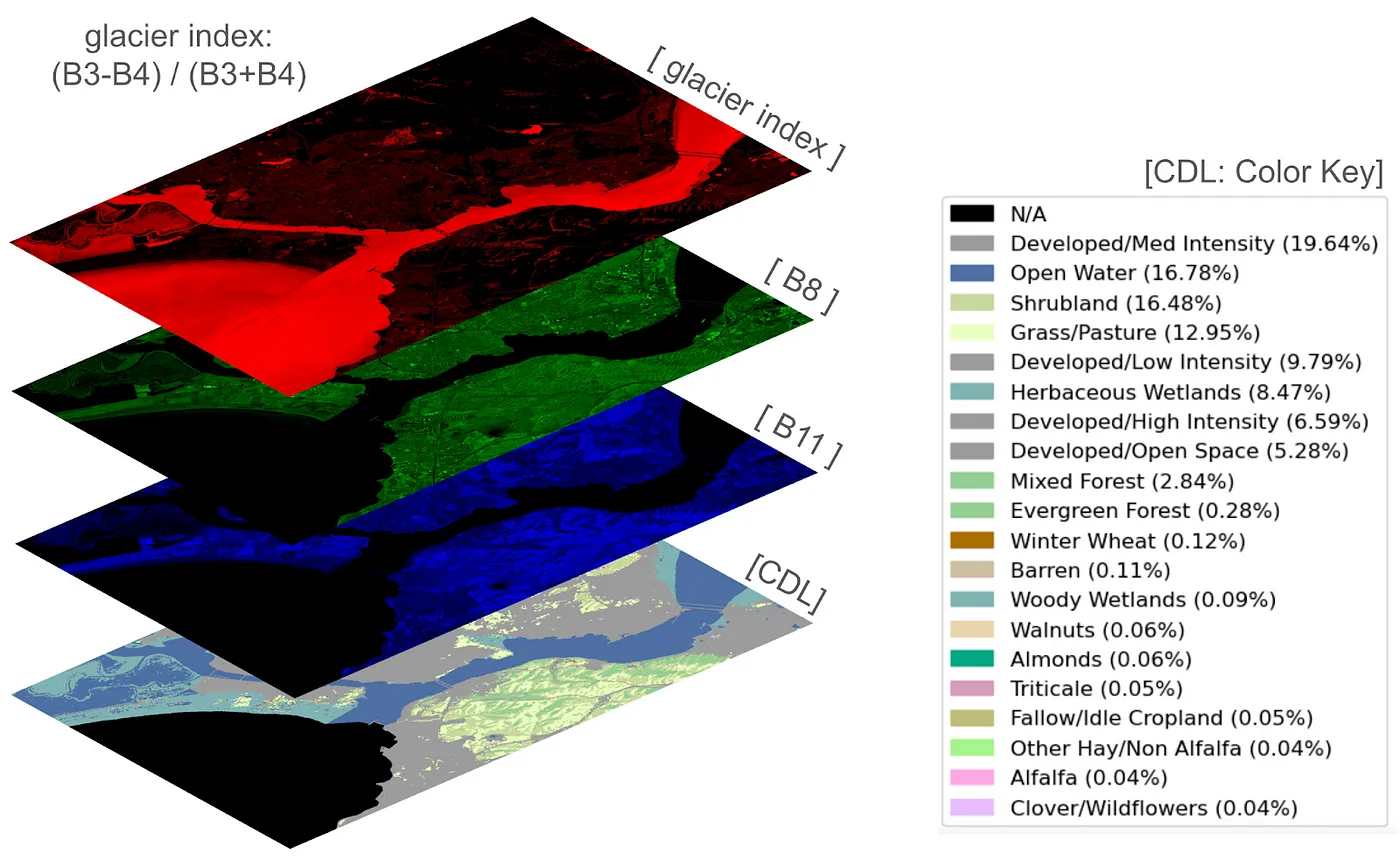 glacier index:
(B3-B4) / (B3+B4)
[ glacier index ]
[ B8 ]
[ B11 ]
[CDL]
[CDL: Color Key]
N/A
Developed/Med Intensity (19.64%)
Open Water (16.78%)
Shrubland (16.48%)
Grass/Pasture (12.95%)
Developed/Low Intensity (9.79%)
Herbaceous Wetlands (8.47%)
Developed/High Intensity (6.59%)
Developed/Open Space (5.28%)
Mixed Forest (2.84%)
Evergreen Forest (0.28%)
Winter Wheat (0.12%)
Barren (0.11%)
Woody Wetlands (0.09%)
Walnuts (0.06%)
Almonds (0.06%)
Triticale (0.05%)
Fallow/Idle Cropland (0.05%)
Other Hay/Non Alfalfa (0.04%)
Alfalfa (0.04%)
Clover/Wildflowers (0.04%)